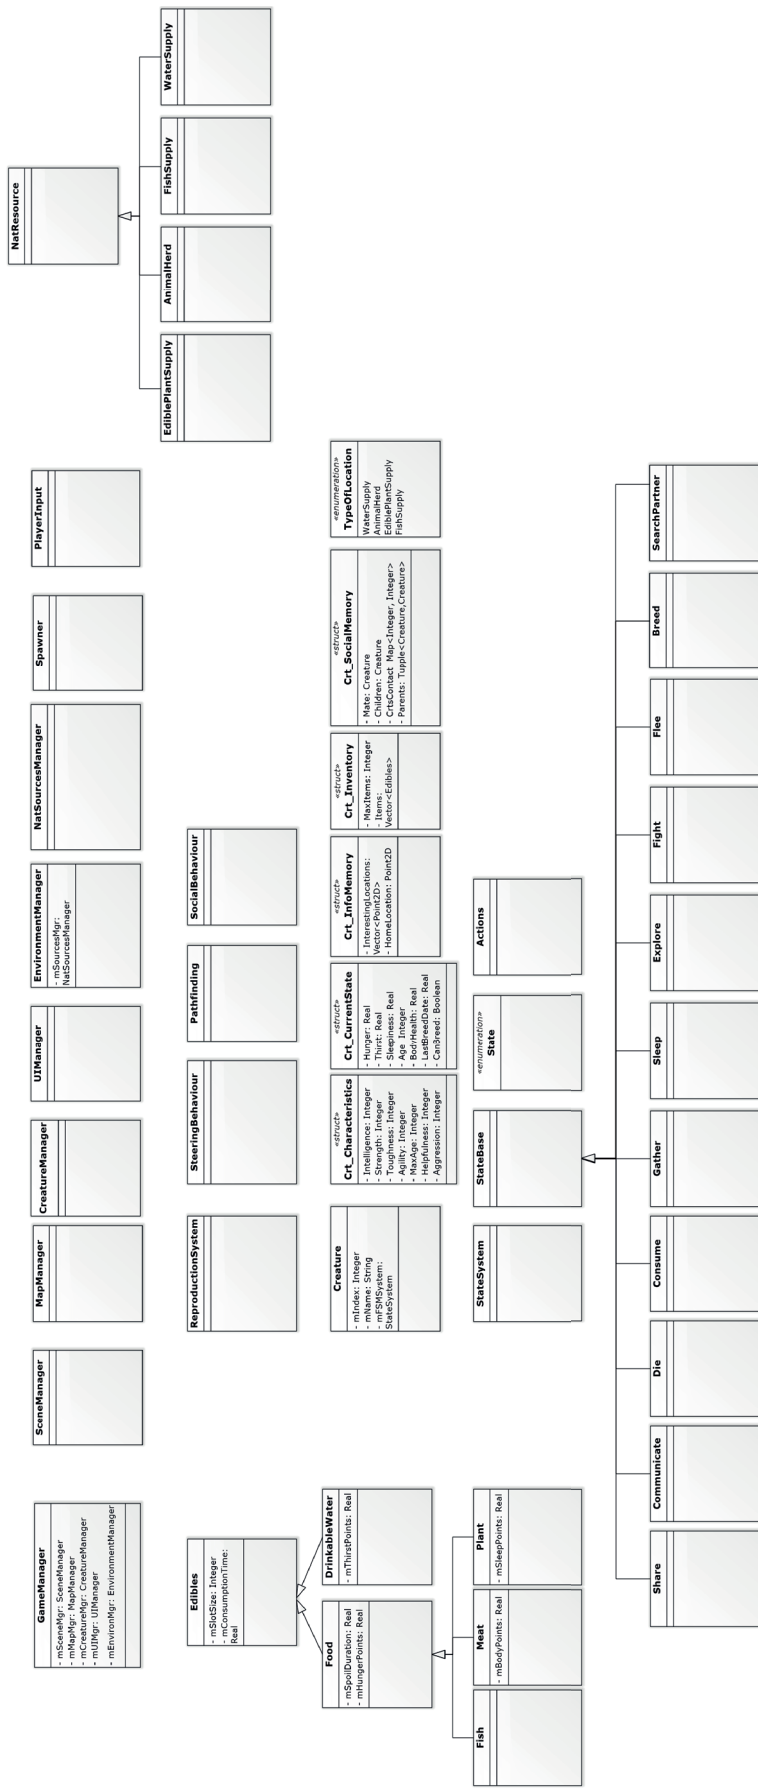 GameManager
- mSceneMgr: SceneManager
- mMapMgr: MapManager
- mCreatureMgr: CreatureManager
- mUIMgr: UIManager
- mEnvironMgr: EnvironmentManager
SceneManager
MapManager
CreatureManager
UIManager
EnvironmentManager
- mSourcesMgr:
NatSourcesManager
NatSourcesManager
Spawner
PlayerInput
NatResource
EdiblePlantSupply
AnimalHerd
FishSupply
WaterSupply
Edibles
- mSlotSize: Integer
- mConsumptionTime:
Real
ReproductionSystem
SteeringBehaviour
Pathfinding
SocialBehaviour
Food
- mSpoilDuration: Real
- mHungerPoints: Real
DrinkableWater
- mThirstPoints: Real
Creature
- mIndex: Integer
- mName: String
- mFSMSystem:
StateSystem
«struct»
Crt_Characteristics
- Intelligence: Integer
- Strength: Integer
- Toughness: Integer
- Agility: Integer
- MaxAge: Integer
- Helpfulness: Integer
- Aggression: Integer
«struct»
Crt_CurrentState
- Hunger: Real
- Thirst: Real
- Sleepiness: Real
- Age Integer
- BodyHealth: Real
- LastBreedDate: Real
- CanBreed: Boolean
«struct»
Crt_InfoMemory
- InterestingLocations:
Vector<Point2D>
- HomeLocation: Point2D
«struct»
Crt_Inventory
- MaxItems: Integer
- Items:
Vector<Edibles>
«struct»
Crt_SocialMemory
- Mate: Creature
- Children: Creature
- CrtsContact Map<Integer, Integer>
- Parents: Tupple<Creature,Creature>
«enumeration»
TypeOfLocation
WaterSupply
AnimalHerd
EdiblePlantSupply
FishSupply
Fish
Meat
- mBodyPoints: Real
Plant
- mSleepPoints: Real
StateSystem
StateBase
«enumeration»
State
Actions
Share
Communicate
Die
Consume
Gather
Sleep
Explore
Fight
Flee
Breed
SearchPartner